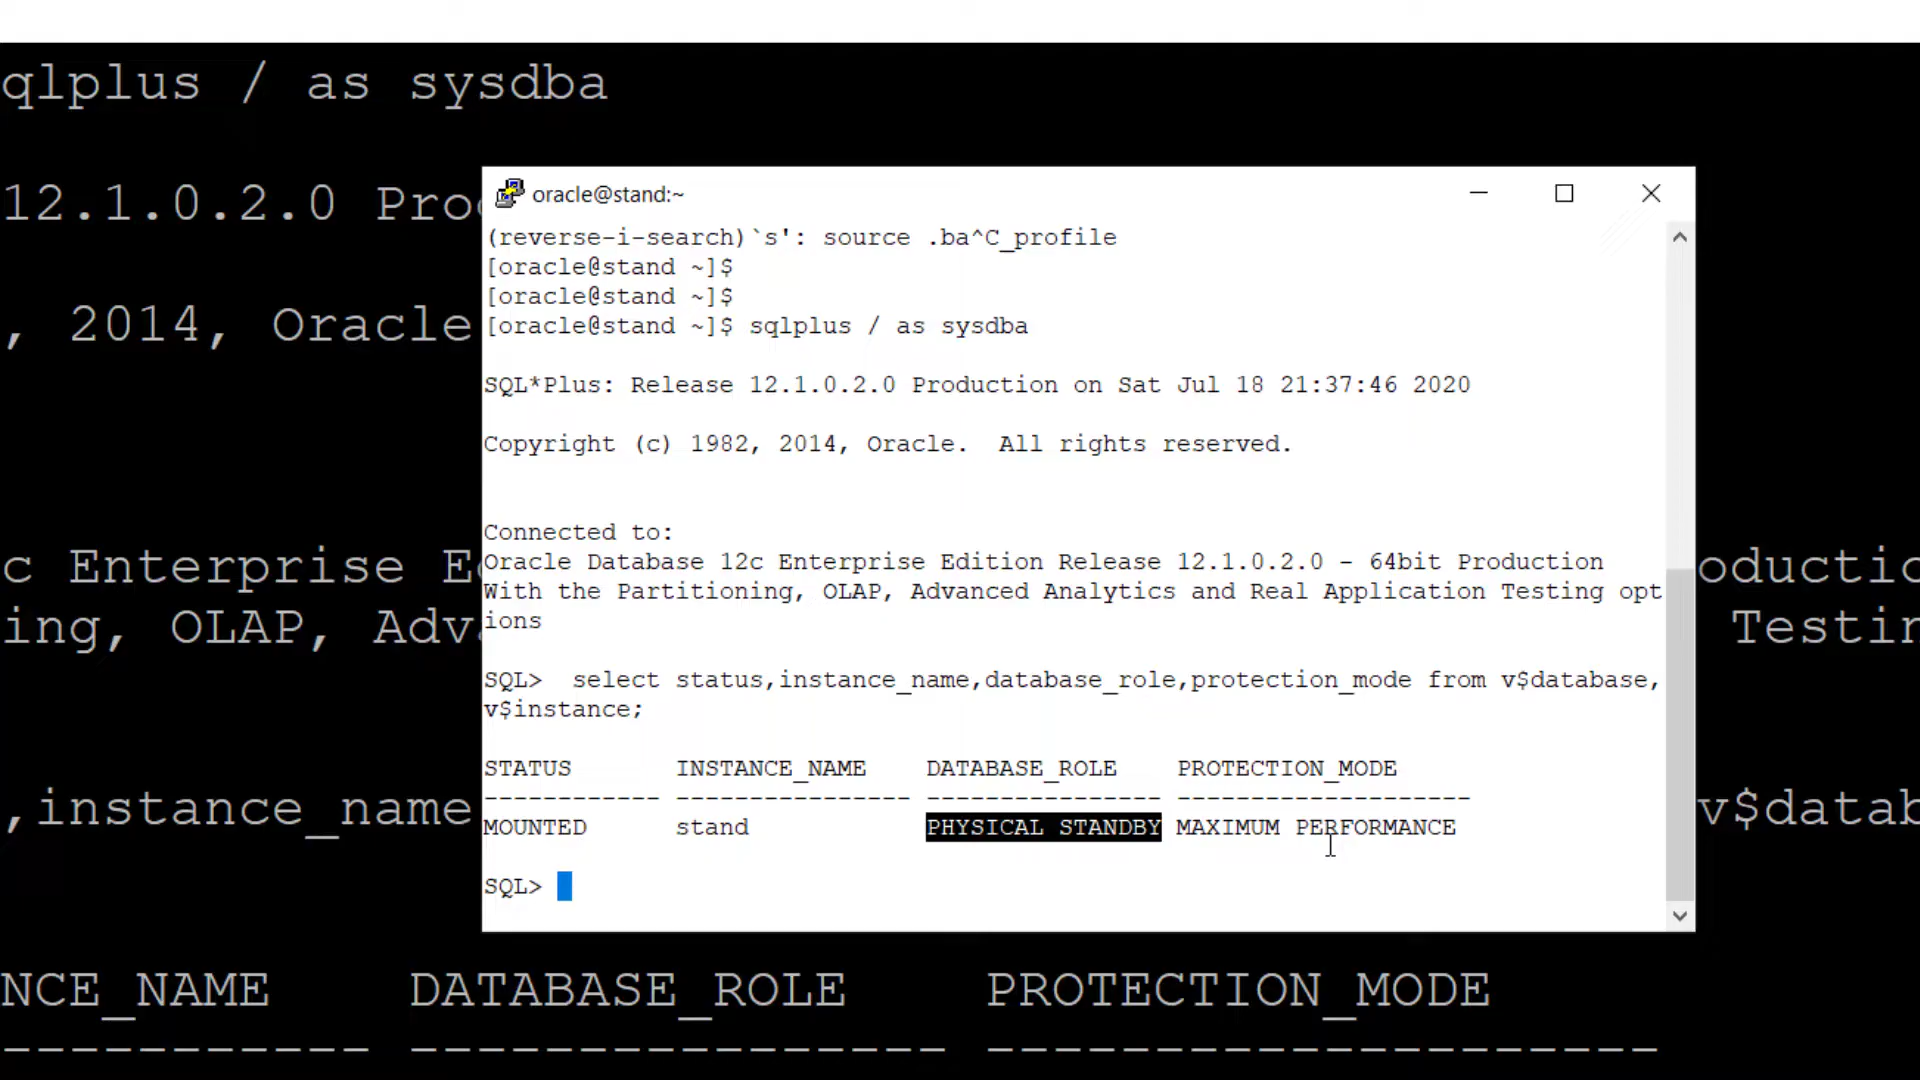 qlplus / as sysdba
12.1.0.2.0 Pro
, 2014, Oracle
c Enterprise E
oductio
ing, OLAP, Adv
Testin
,instance_name
v$datab
NCE_NAME DATABASE_ROLE PROTECTION_MODE
----------- ---------------- --------------------
oracle@stand:~
(reverse-i-search)`s': source .ba^C_profile
[oracle@stand ~]$
[oracle@stand ~]$
[oracle@stand ~]$ sqlplus / as sysdba
SQL*Plus: Release 12.1.0.2.0 Production on Sat Jul 18 21:37:46 2020
Copyright (c) 1982, 2014, Oracle.  All rights reserved.
Connected to:
Oracle Database 12c Enterprise Edition Release 12.1.0.2.0 - 64bit Production
With the Partitioning, OLAP, Advanced Analytics and Real Application Testing opt
ions
SQL>  select status,instance_name,database_role,protection_mode from v$database,
v$instance;
STATUS       INSTANCE_NAME    DATABASE_ROLE    PROTECTION_MODE
------------ ---------------- ---------------- --------------------
MOUNTED      stand            PHYSICAL STANDBY MAXIMUM PERFORMANCE
SQL>